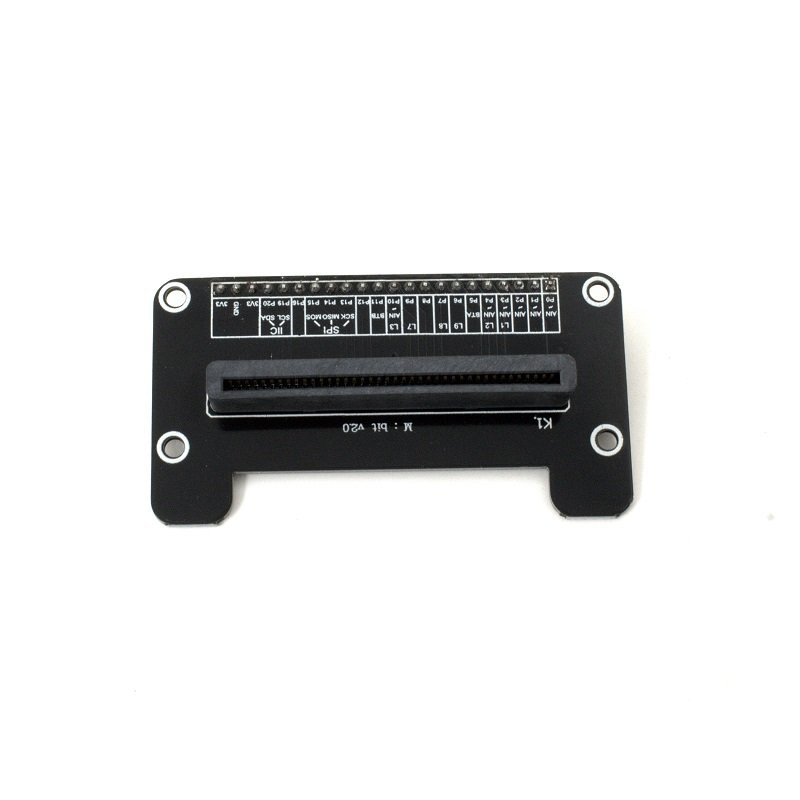 K1.
M : bit v2.0
L1 L2 L3 SPI IIC
AIN AIN AIN AIN AIN BTA L9 L8 L7 AIN BTB SCK MISO MOS SCL SDA
P0 P1 P2 P3 P4 P5 P6 P7 P8 P9 P10 P11 P12 P13 P14 P15 P16 P19 P20 3V3 GND 3V3